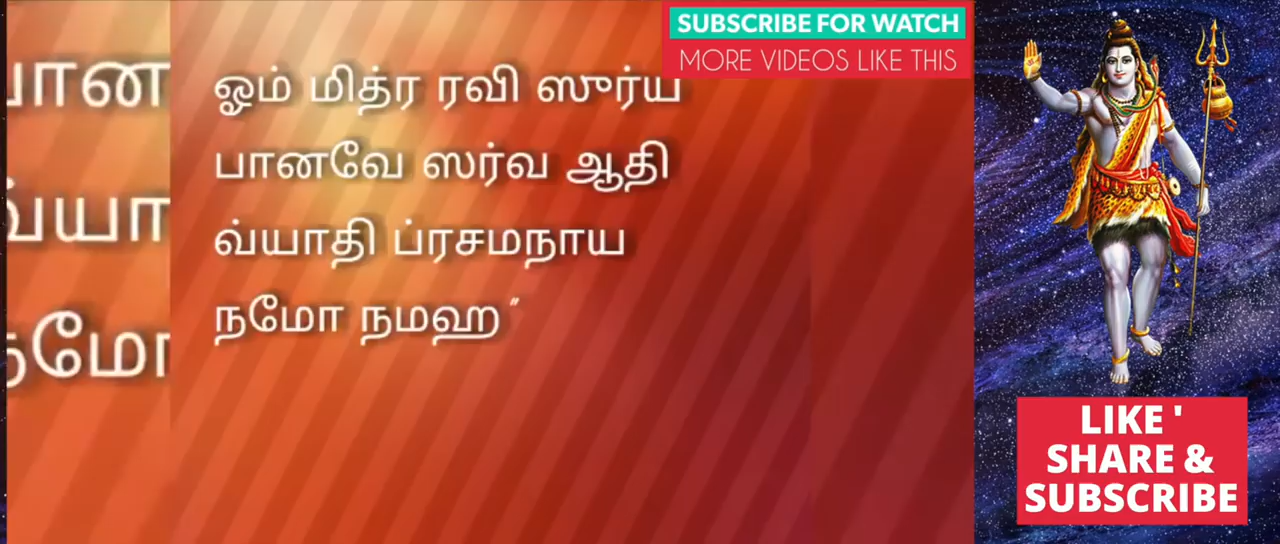 SUBSCRIBE FOR WATCH
MORE VIDEOS LIKE THIS
ஓம் மித்ர ரவி ஸுர்ய
பானவே ஸர்வ ஆதி
வ்யாதி ப்ரசமநாய
நமோ நமஹ"
LIKE '
SHARE &
SUBSCRIBE